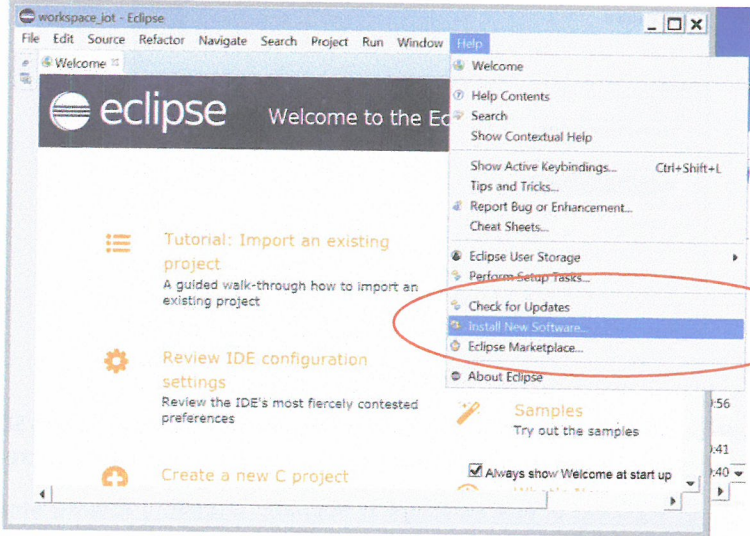 workspace_iot - Eclipse
File Edit Source Refactor Navigate Search Project Run Window Help
Welcome
eclipse
Welcome to the Ec
Tutorial: Import an existing
project
A guided walk-through how to import an
existing project
Review IDE configuration
settings
Review the IDE's most fiercely contested
preferences
Create a new C project
Welcome
Help Contents
Search
Show Contextual Help
Show Active Keybindings... Ctrl+Shift+L
Tips and Tricks...
Report Bug or Enhancement...
Cheat Sheets...
Eclipse User Storage
Perform Setup Tasks...
Check for Updates
Install New Software...
Eclipse Marketplace...
About Eclipse
Samples
Try out the samples
Always show Welcome at start up
:56
:41
:40